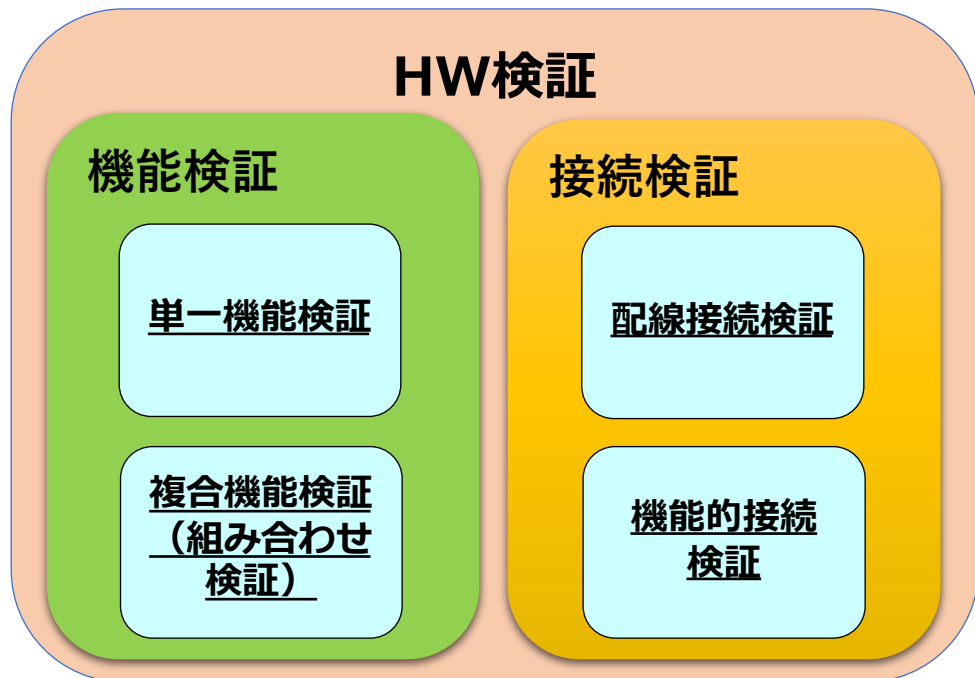 HW検証
機能検証
単一機能検証
複合機能検証
（組み合わせ
検証）
接続検証
配線接続検証
機能的接続
検証